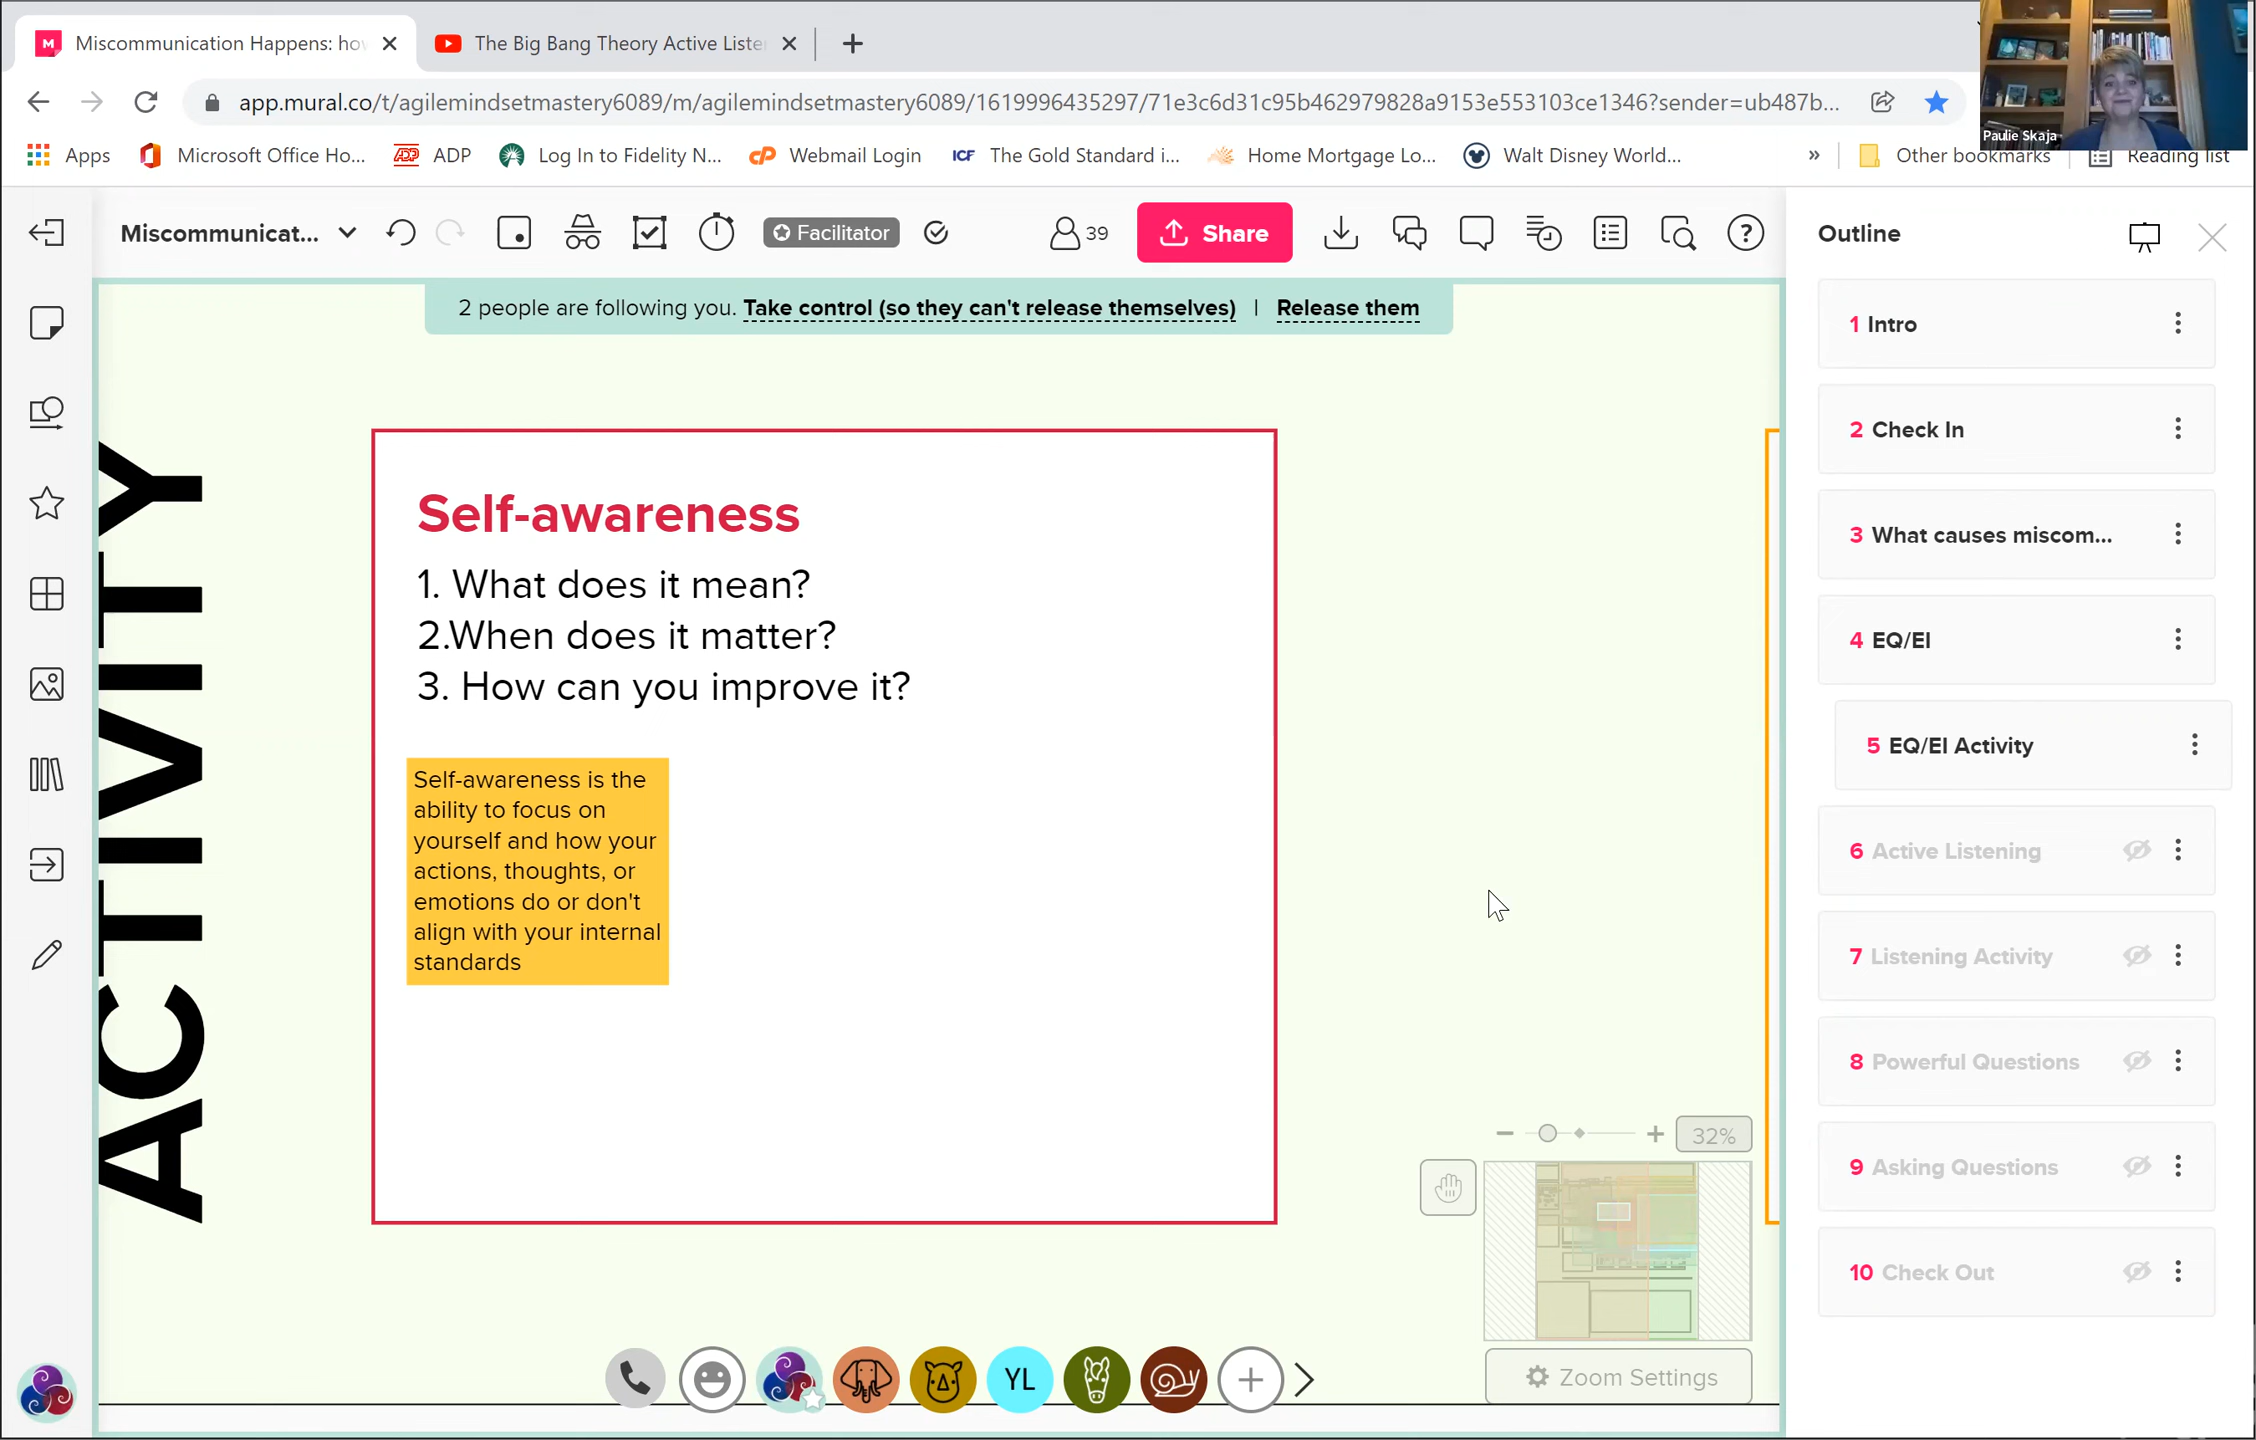 Miscommunication Happens: how
The Big Bang Theory Active Liste
app.mural.co/t/agilemindsetmastery6089/m/agilemindsetmastery6089/1619996435297/71e3c6d31c95b462979828a9153e553103ce1346?sender=ub487b...
Paulie Skaja
Apps
Microsoft Office Ho...
ADP
ADP
Log In to Fidelity N...
cP
Webmail Login
ICF
The Gold Standard i...
Home Mortgage Lo...
Walt Disney World...
»
Other bookmarks
Reading list
Miscommunicat...
Facilitator
39
Share
?
Outline
2 people are following you. Take control (so they can't release themselves) | Release them
ACTIVITY
Self-awareness
1. What does it mean?
2.When does it matter?
3. How can you improve it?
Self-awareness is the
ability to focus on
yourself and how your
actions, thoughts, or
emotions do or don't
align with your internal
standards
1 Intro
2 Check In
3 What causes miscom...
4 EQ/EI
5 EQ/EI Activity
6 Active Listening
7 Listening Activity
8 Powerful Questions
9 Asking Questions
10 Check Out
32%
Zoom Settings
YL